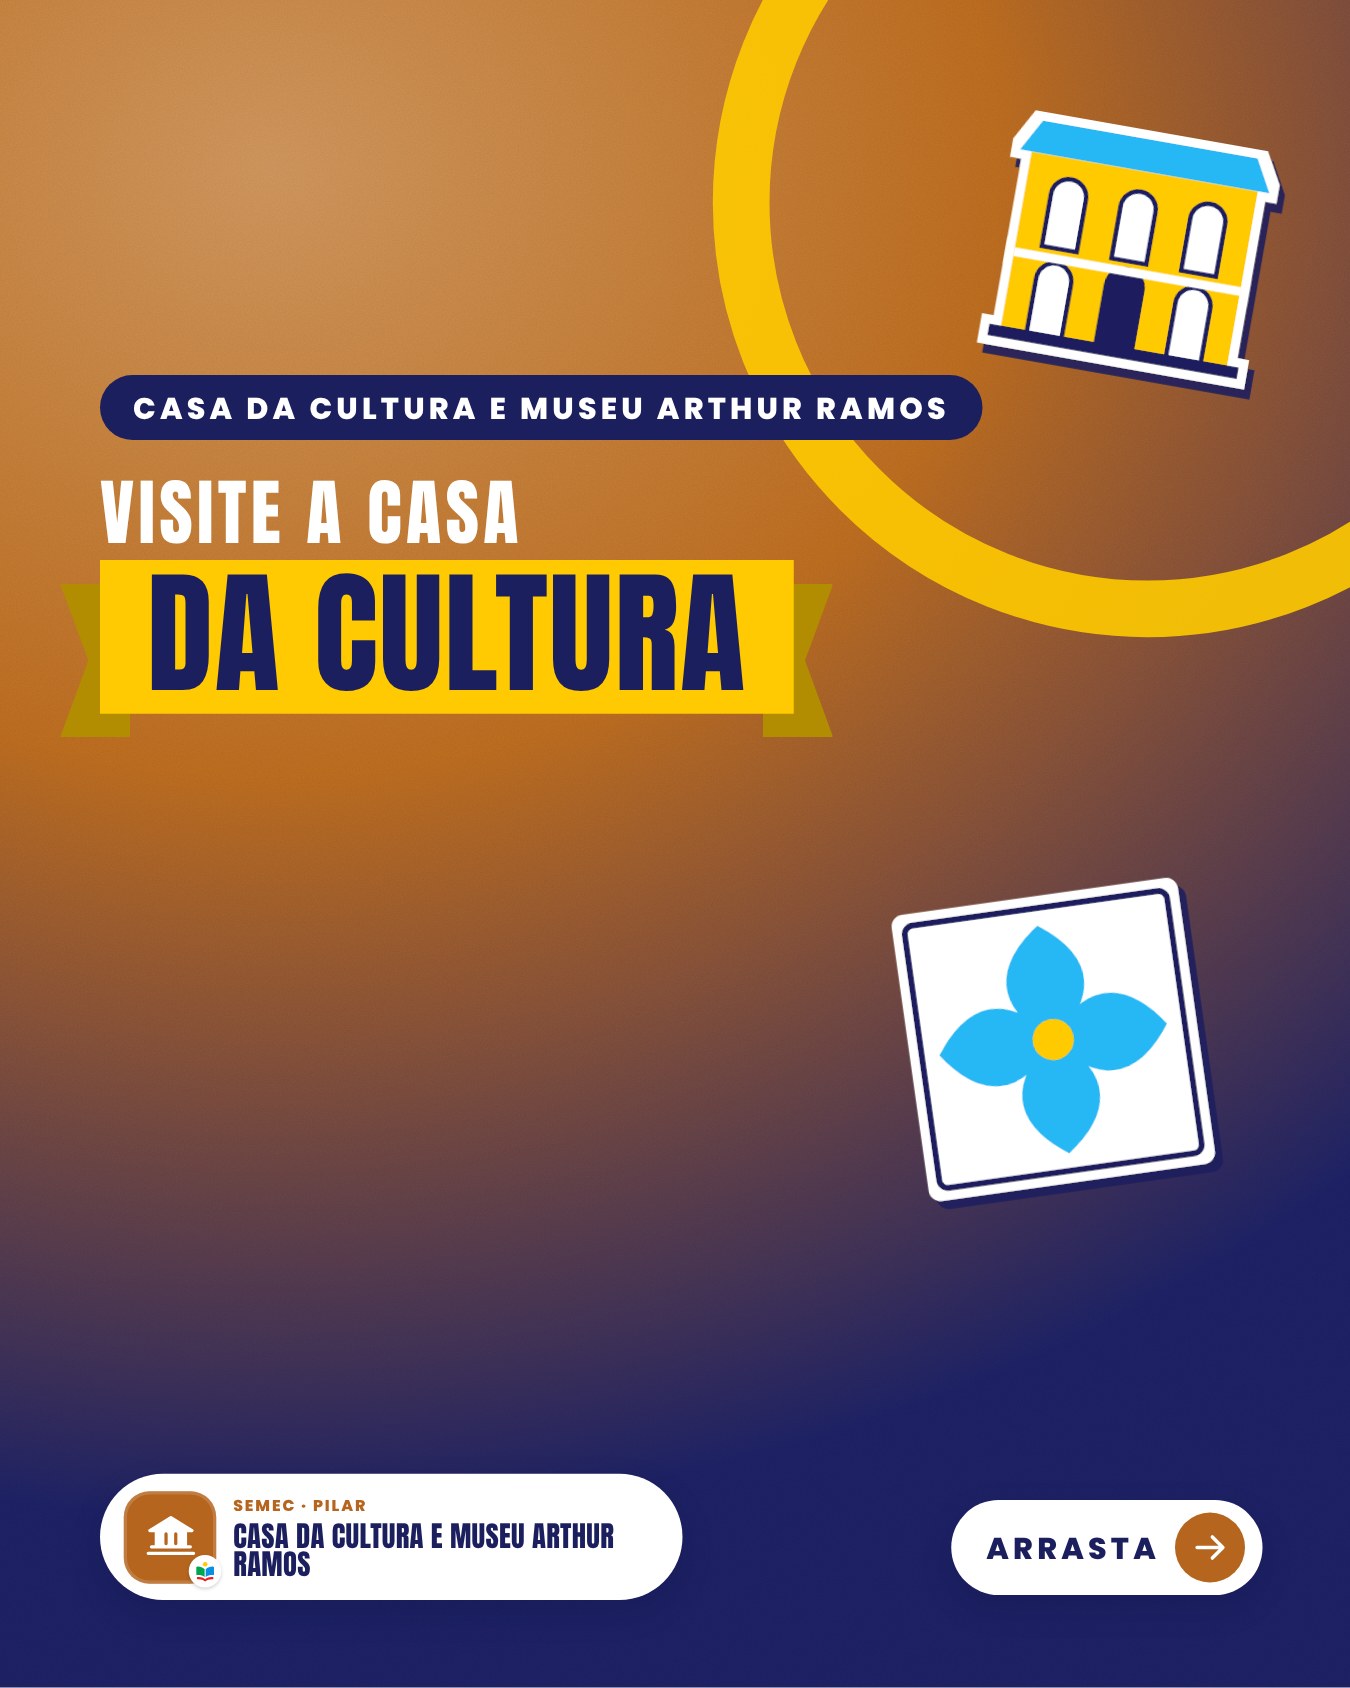 CASA DA CULTURA E MUSEU ARTHUR RAMOS
VISITE A CASA
DA CULTURA
SEMEC · PILAR
CASA DA CULTURA E MUSEU ARTHUR
RAMOS
ARRASTA